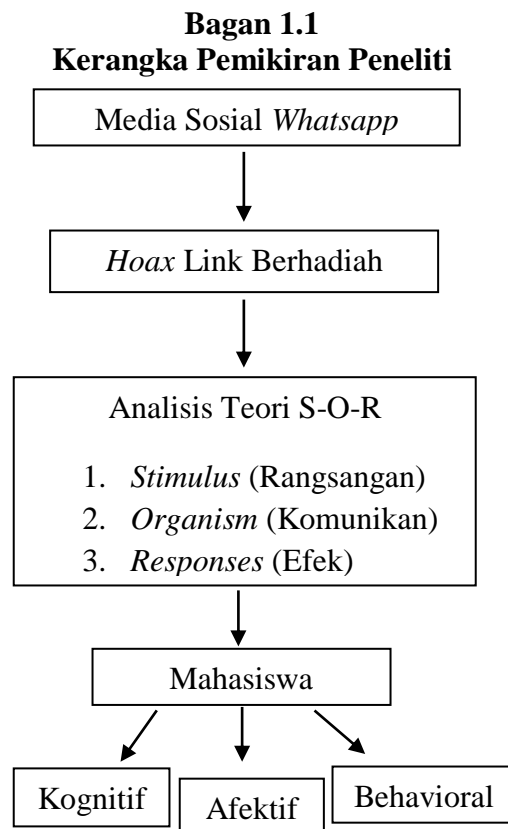 Bagan 1.1
Kerangka Pemikiran Peneliti
Media Sosial Whatsapp
Hoax Link Berhadiah
Analisis Teori S-O-R
1. Stimulus (Rangsangan)
2. Organism (Komunikan)
3. Responses (Efek)
Mahasiswa
Kognitif
Afektif
Behavioral